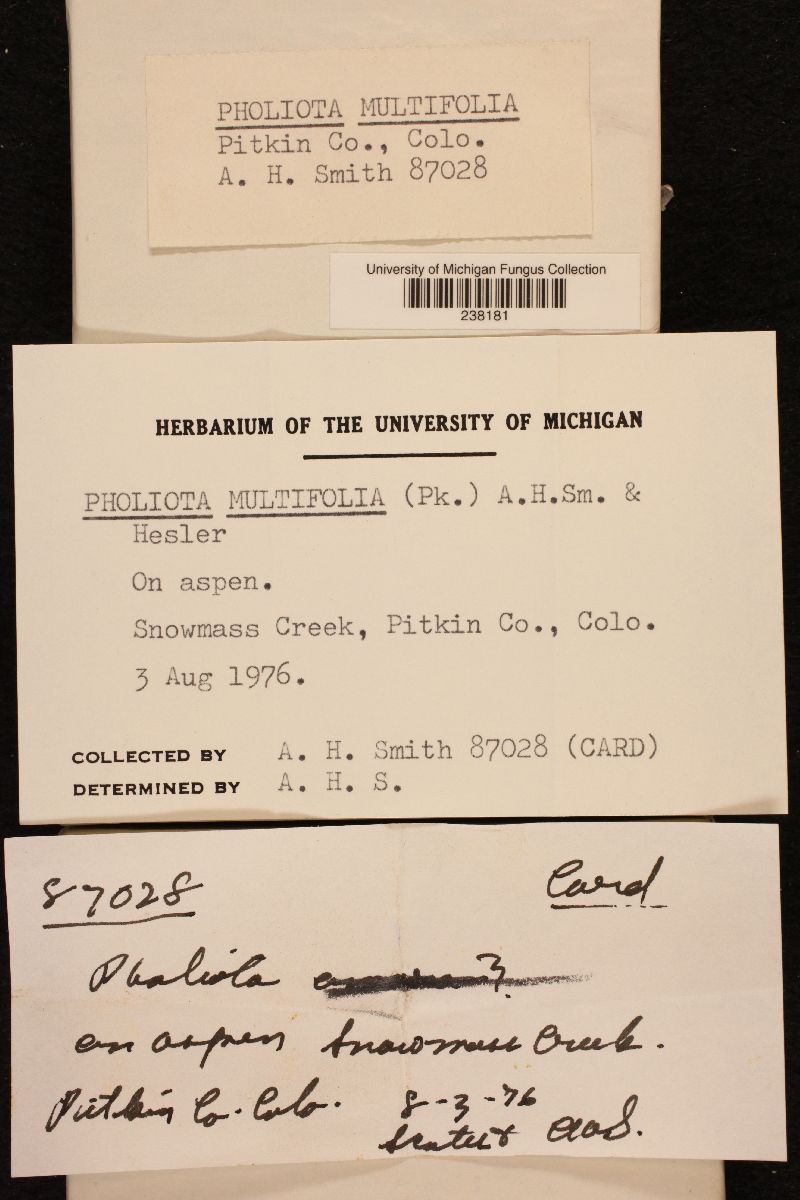 PHOLIOTA MULTIFOLIA
Pitkin Co., Colo.
A. H. Smith 87028
University of Michigan Fungus Collection
238181
HERBARIUM OF THE UNIVERSITY OF MICHIGAN
PHOLIOTA MULTIFOLIA (Pk.) A.H.Sm. &
Hesler
On aspen.
Snowmass Creek, Pitkin Co., Colo.
3 Aug 1976.
COLLECTED BY A. H. Smith 87028 (CARD)
DETERMINED BY A. H. S.
87028 Card
Pholiota
on aspen Snowmass Creek.
Pitkin Co. Colo. 8-3-76